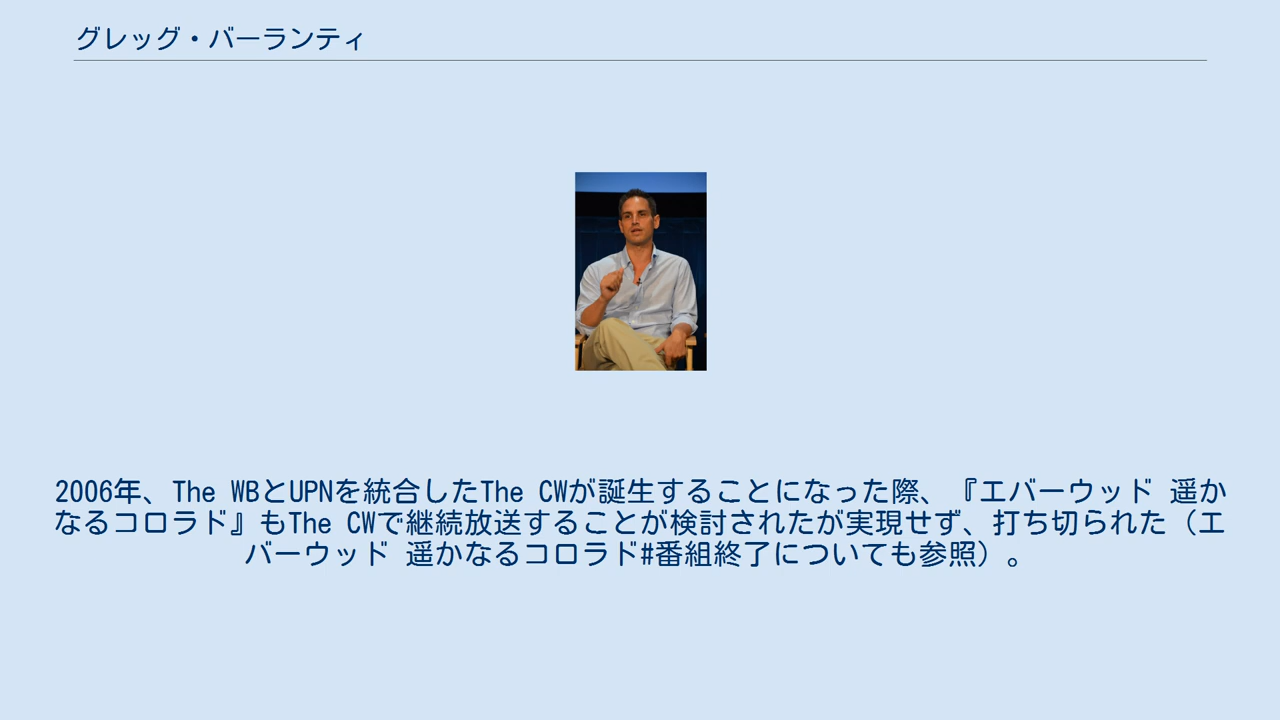 グレッグ・バーランティ
2006年、The WBとUPNを統合したThe CWが誕生することになった際、『エバーウッド 遥か
なるコロラド』もThe CWで継続放送することが検討されたが実現せず、打ち切られた（エ
バーウッド 遥かなるコロラド#番組終了についても参照）。